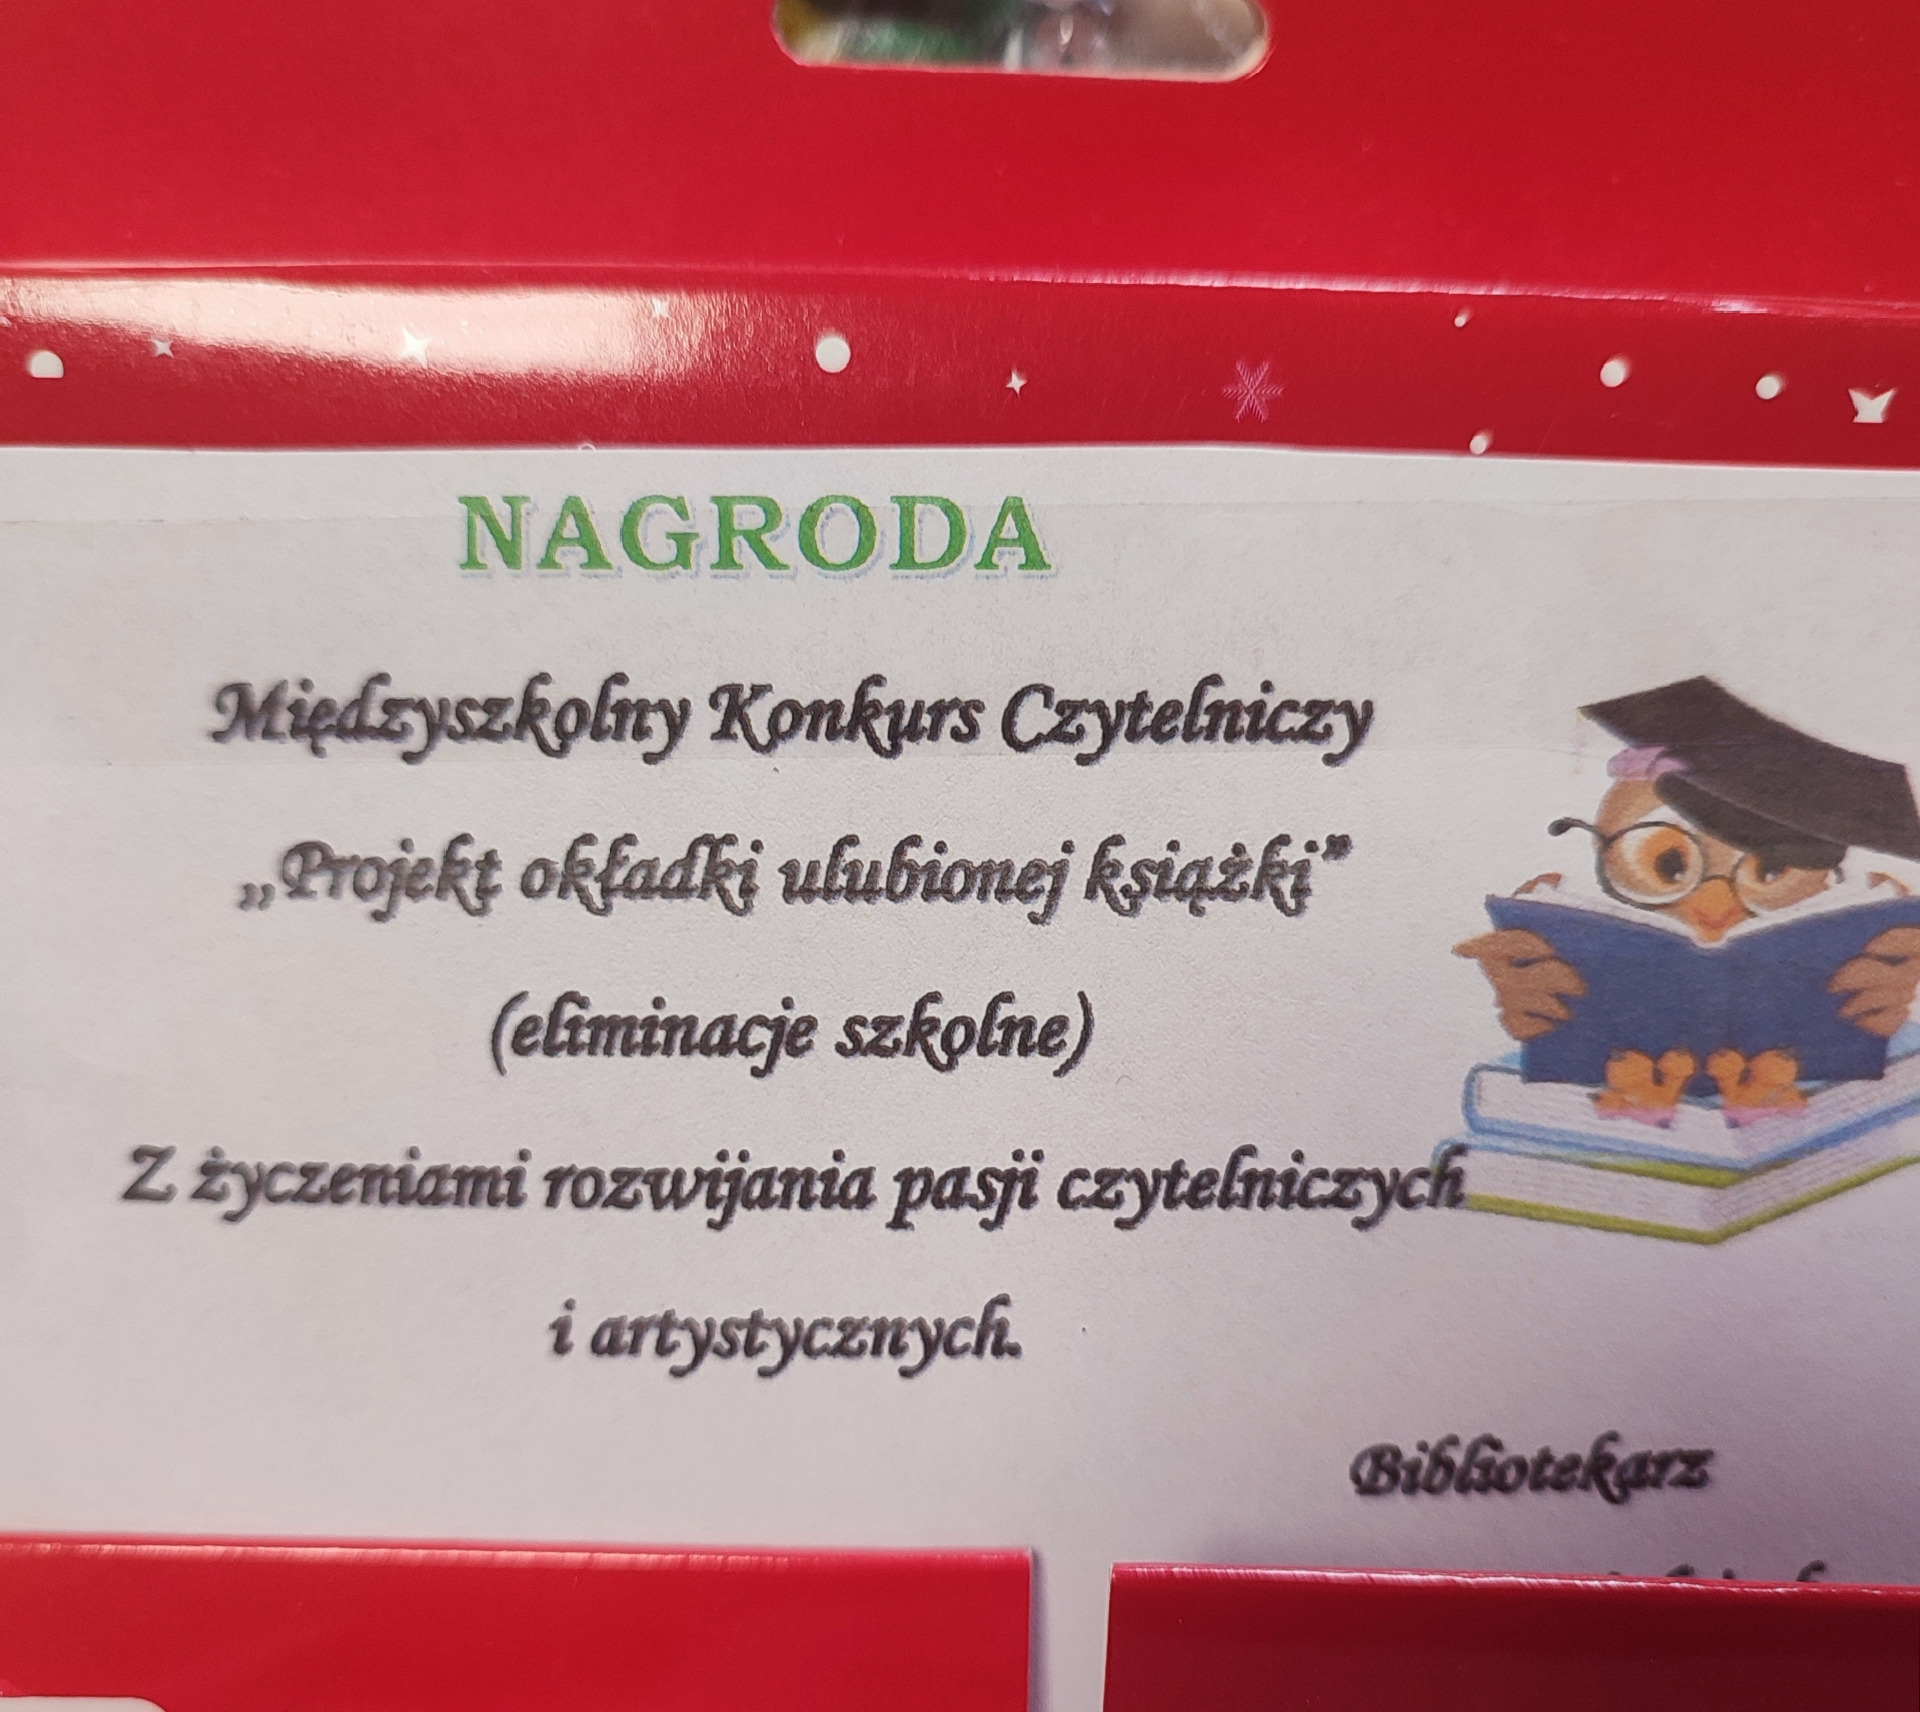 NAGRODA
Międzyszkolny Konkurs Czytelniczy
„Projekt okładki ulubionej książki”
(eliminacje szkolne)
Z życzeniami rozwijania pasji czytelniczych
i artystycznych.
Bibliotekarz